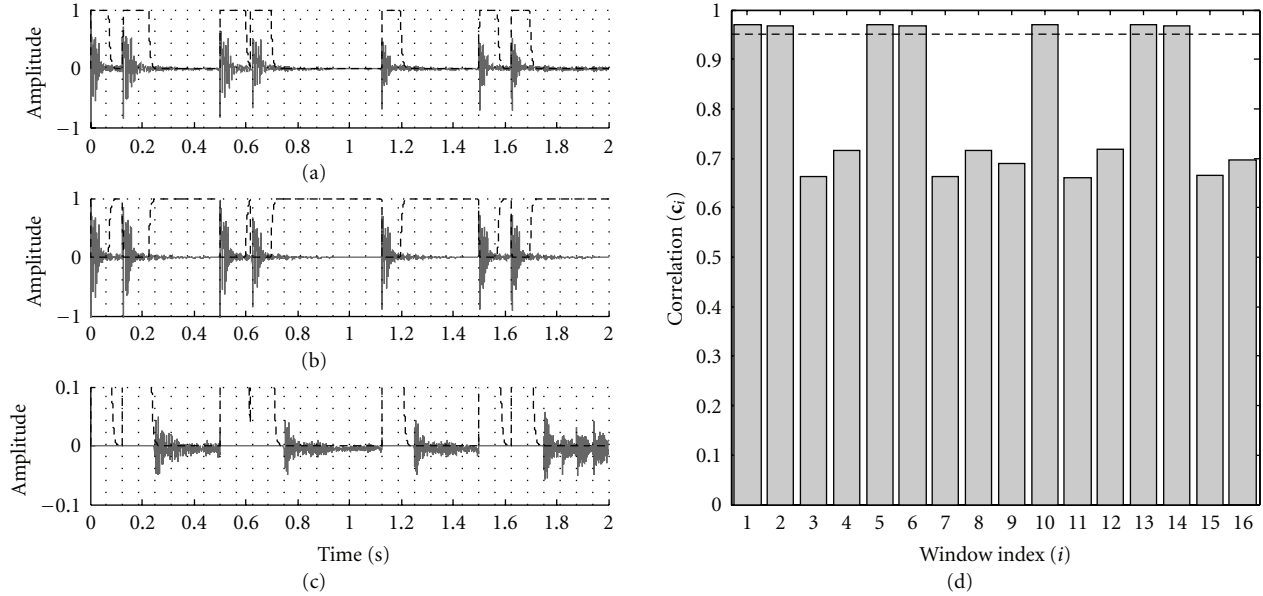 Amplitude
1
0
−1
0 0.2 0.4 0.6 0.8 1 1.2 1.4 1.6 1.8 2
(a)
Amplitude
1
0
−1
0 0.2 0.4 0.6 0.8 1 1.2 1.4 1.6 1.8 2
(b)
Amplitude
0.1
0
−0.1
0 0.2 0.4 0.6 0.8 1 1.2 1.4 1.6 1.8 2
Time (s)
(c)
Correlation (cᵢ)
1
0.9
0.8
0.7
0.6
0.5
0.4
0.3
0.2
0.1
0
1 2 3 4 5 6 7 8 9 10 11 12 13 14 15 16
Window index (i)
(d)